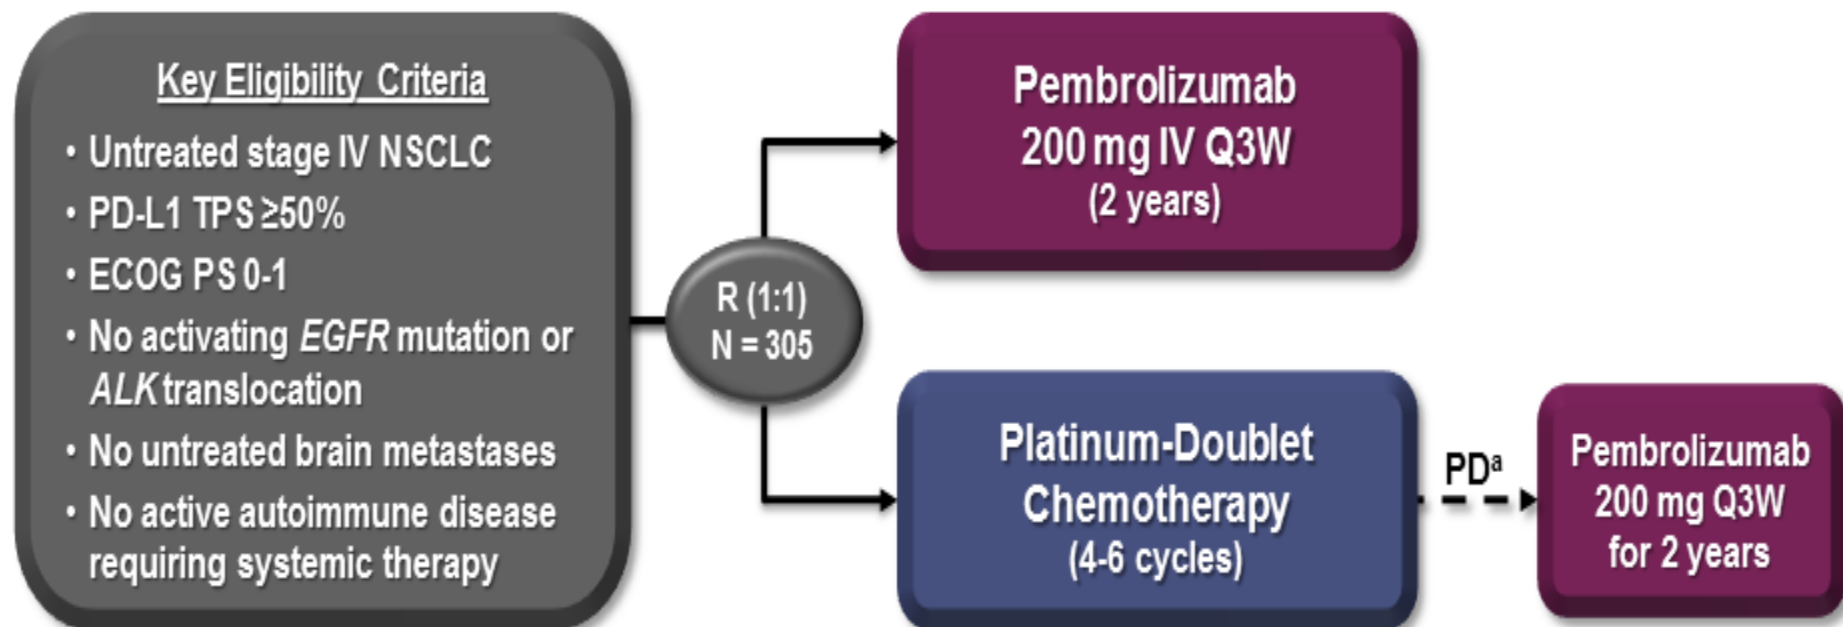 Key Eligibility Criteria
• Untreated stage IV NSCLC
• PD-L1 TPS ≥50%
• ECOG PS 0-1
• No activating EGFR mutation or
ALK translocation
• No untreated brain metastases
• No active autoimmune disease
requiring systemic therapy
R (1:1)
N = 305
Pembrolizumab
200 mg IV Q3W
(2 years)
Platinum-Doublet
Chemotherapy
(4-6 cycles)
PDᵃ
Pembrolizumab
200 mg Q3W
for 2 years